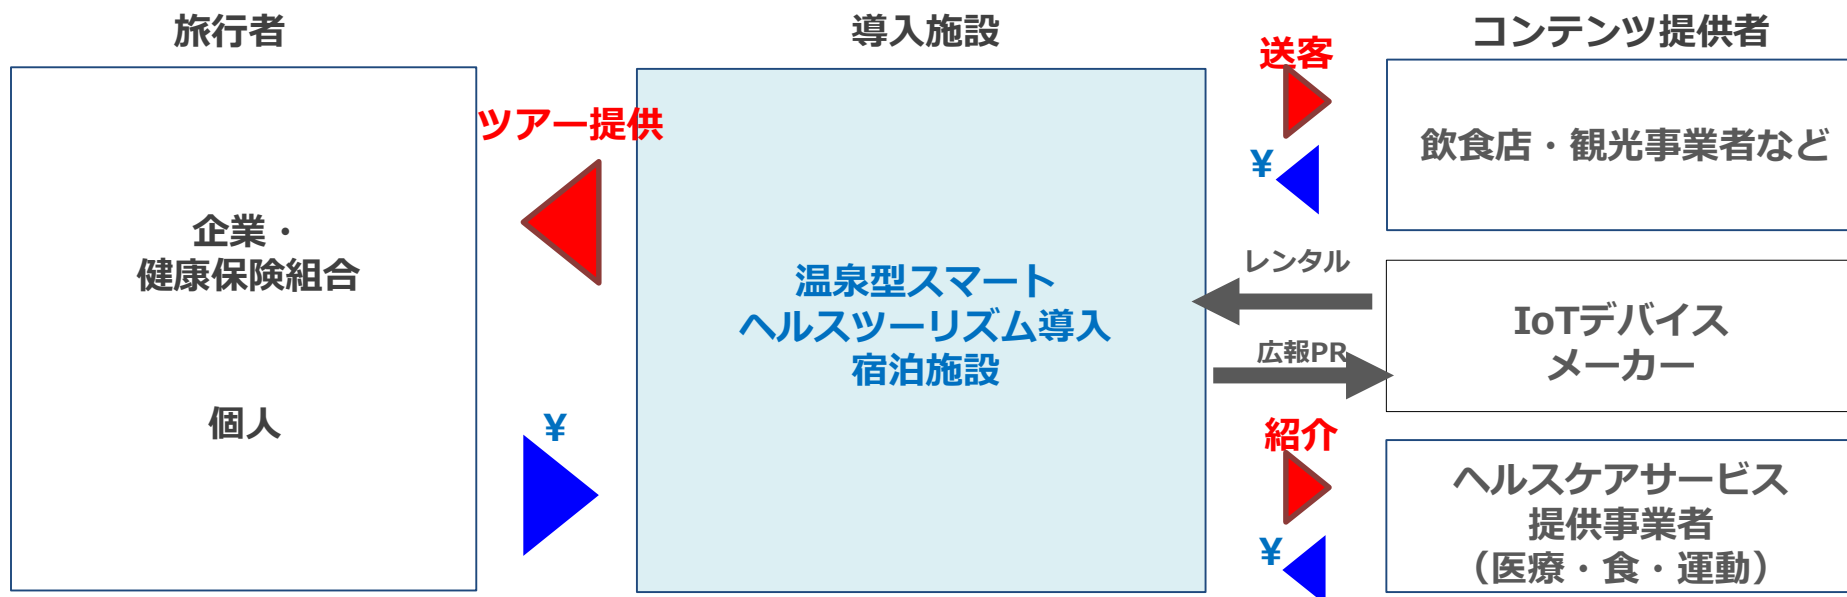 旅行者
導入施設
コンテンツ提供者
ツアー提供
企業・
健康保険組合
個人
¥
温泉型スマート
ヘルスツーリズム導入
宿泊施設
送客
¥
飲食店・観光事業者など
レンタル
広報PR
IoTデバイス
メーカー
紹介
¥
ヘルスケアサービス
提供事業者
（医療・食・運動）